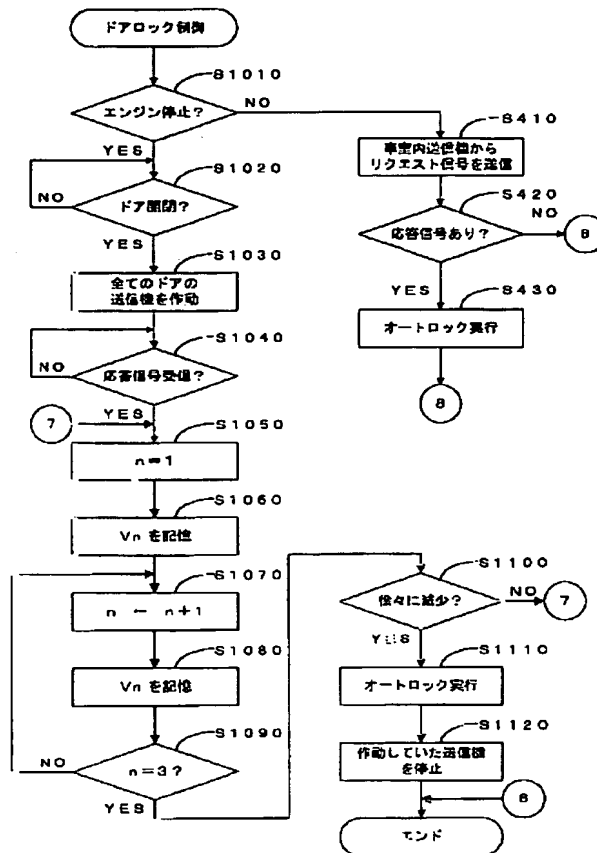 ドアロック制御
S1010
エンジン停止?
NO
YES
S1020
ドア開閉?
NO
YES
S1030
全てのドアの
送信機を作動
S1040
応答信号受信?
NO
YES
7
S1050
n=1
S1060
Vnを記憶
S1070
n ← n+1
S1080
Vnを記憶
S1090
n=3?
NO
YES
S410
車室内送信機から
リクエスト信号を送信
S420
応答信号あり?
NO
8
YES
S430
オートロック実行
8
S1100
徐々に減少?
NO
7
YES
S1110
オートロック実行
S1120
作動していた送信機
を停止
エンド